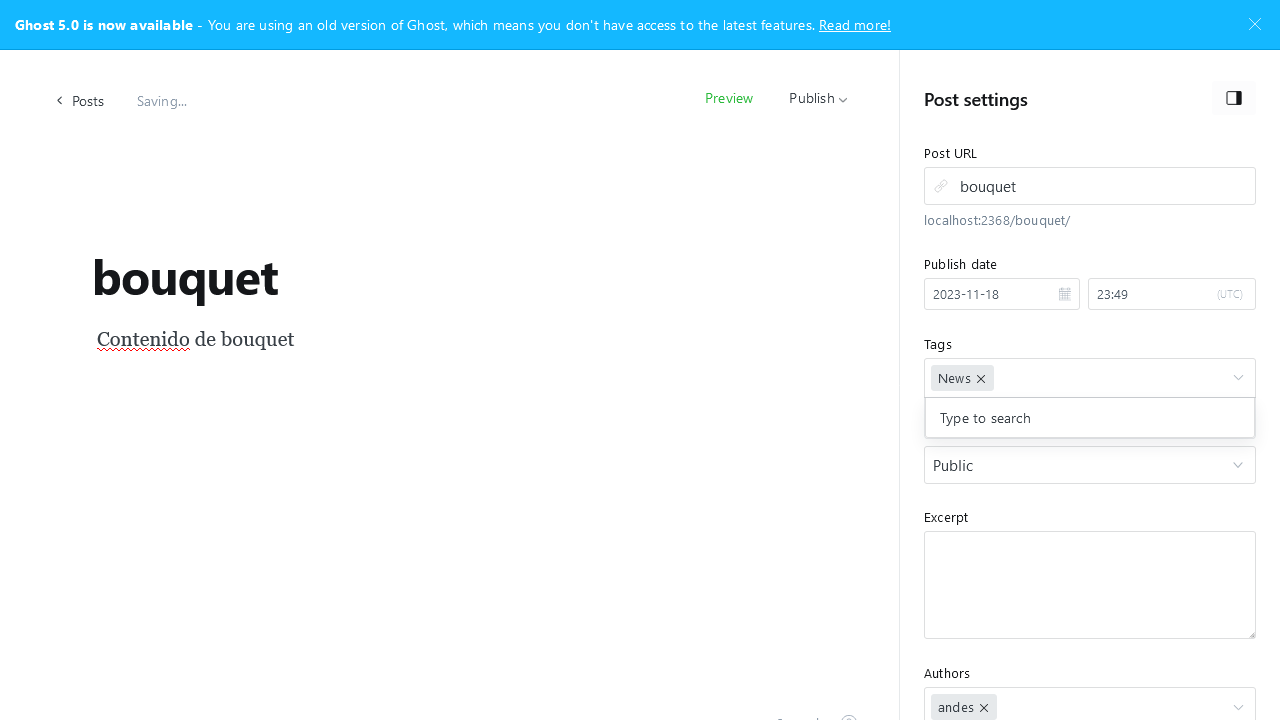 Ghost 5.0 is now available - You are using an old version of Ghost, which means you don't have access to the latest features. Read more!
Posts
Saving...
Preview
Publish
Post settings
Post URL
bouquet
localhost:2368/bouquet/
bouquet
Contenido de bouquet
Publish date
2023-11-18
23:49
(UTC)
Tags
News
Type to search
Public
Excerpt
Authors
andes